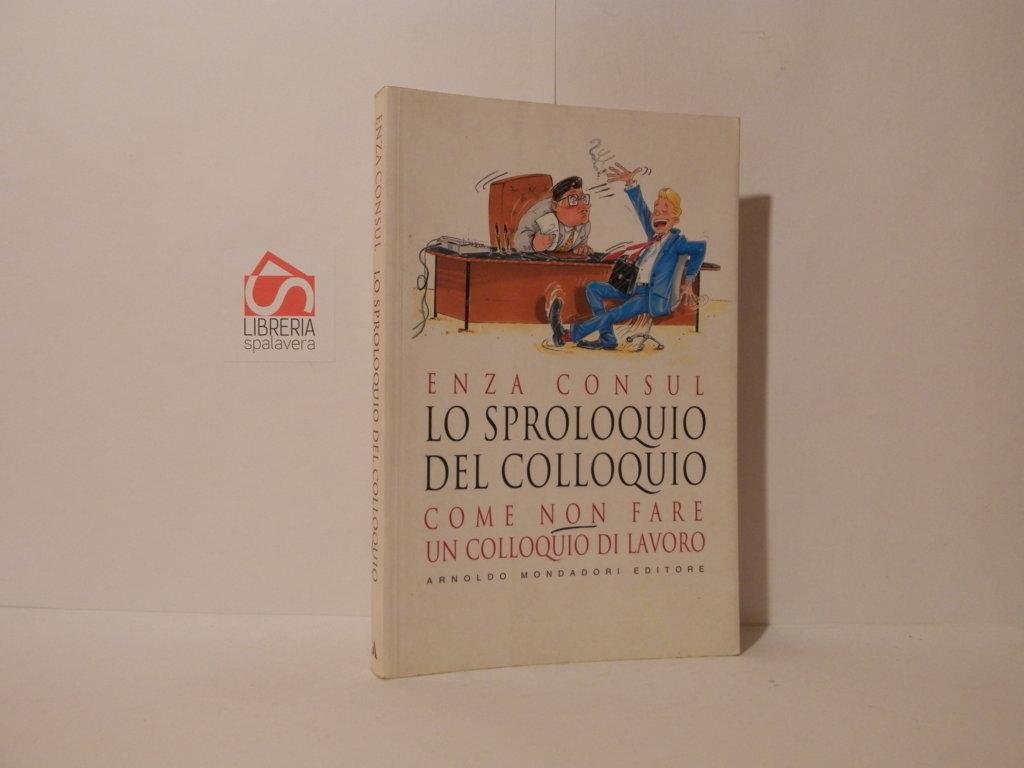 LIBRERIA
spalavera
ENZA CONSUL LO SPROLOQUIO DEL COLLOQUIO
ENZA CONSUL
LO SPROLOQUIO
DEL COLLOQUIO
COME NON FARE
UN COLLOQUIO DI LAVORO
ARNOLDO MONDADORI EDITORE